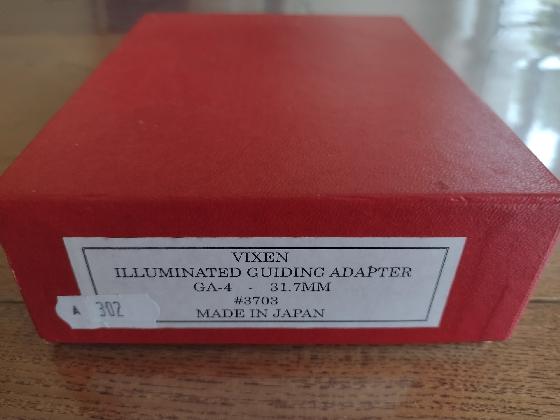 VIXEN
ILLUMINATED GUIDING ADAPTER
GA-4 - 31.7MM
#3703
MADE IN JAPAN
A 302